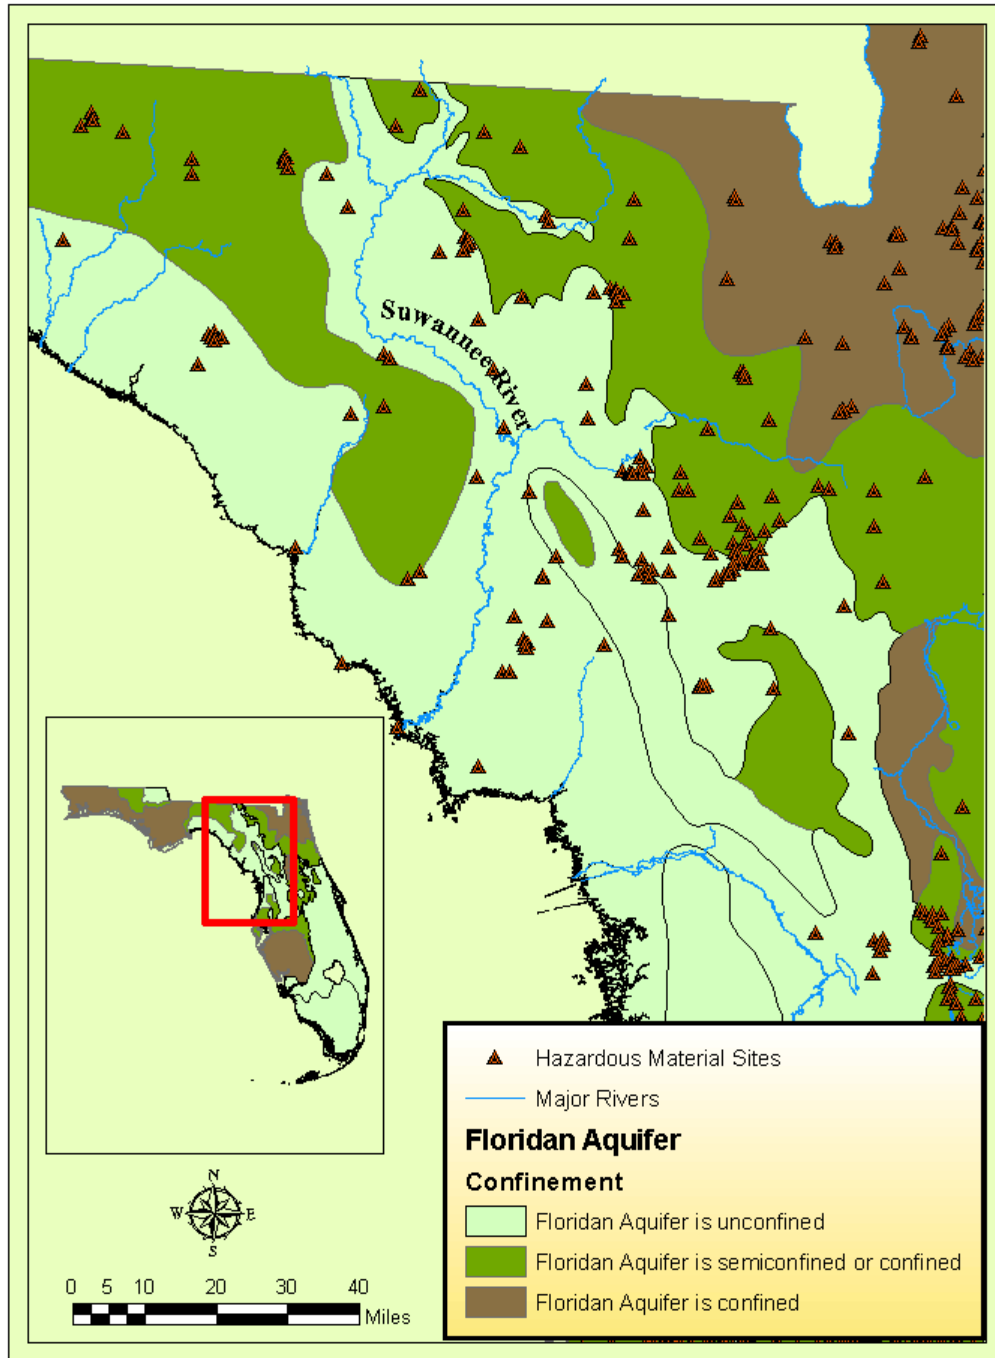 Suwannee River
Hazardous Material Sites
Major Rivers
Floridan Aquifer
Confinement
Floridan Aquifer is unconfined
Floridan Aquifer is semiconfined or confined
Floridan Aquifer is confined
N
W E
S
0 5 10 20 30 40
Miles